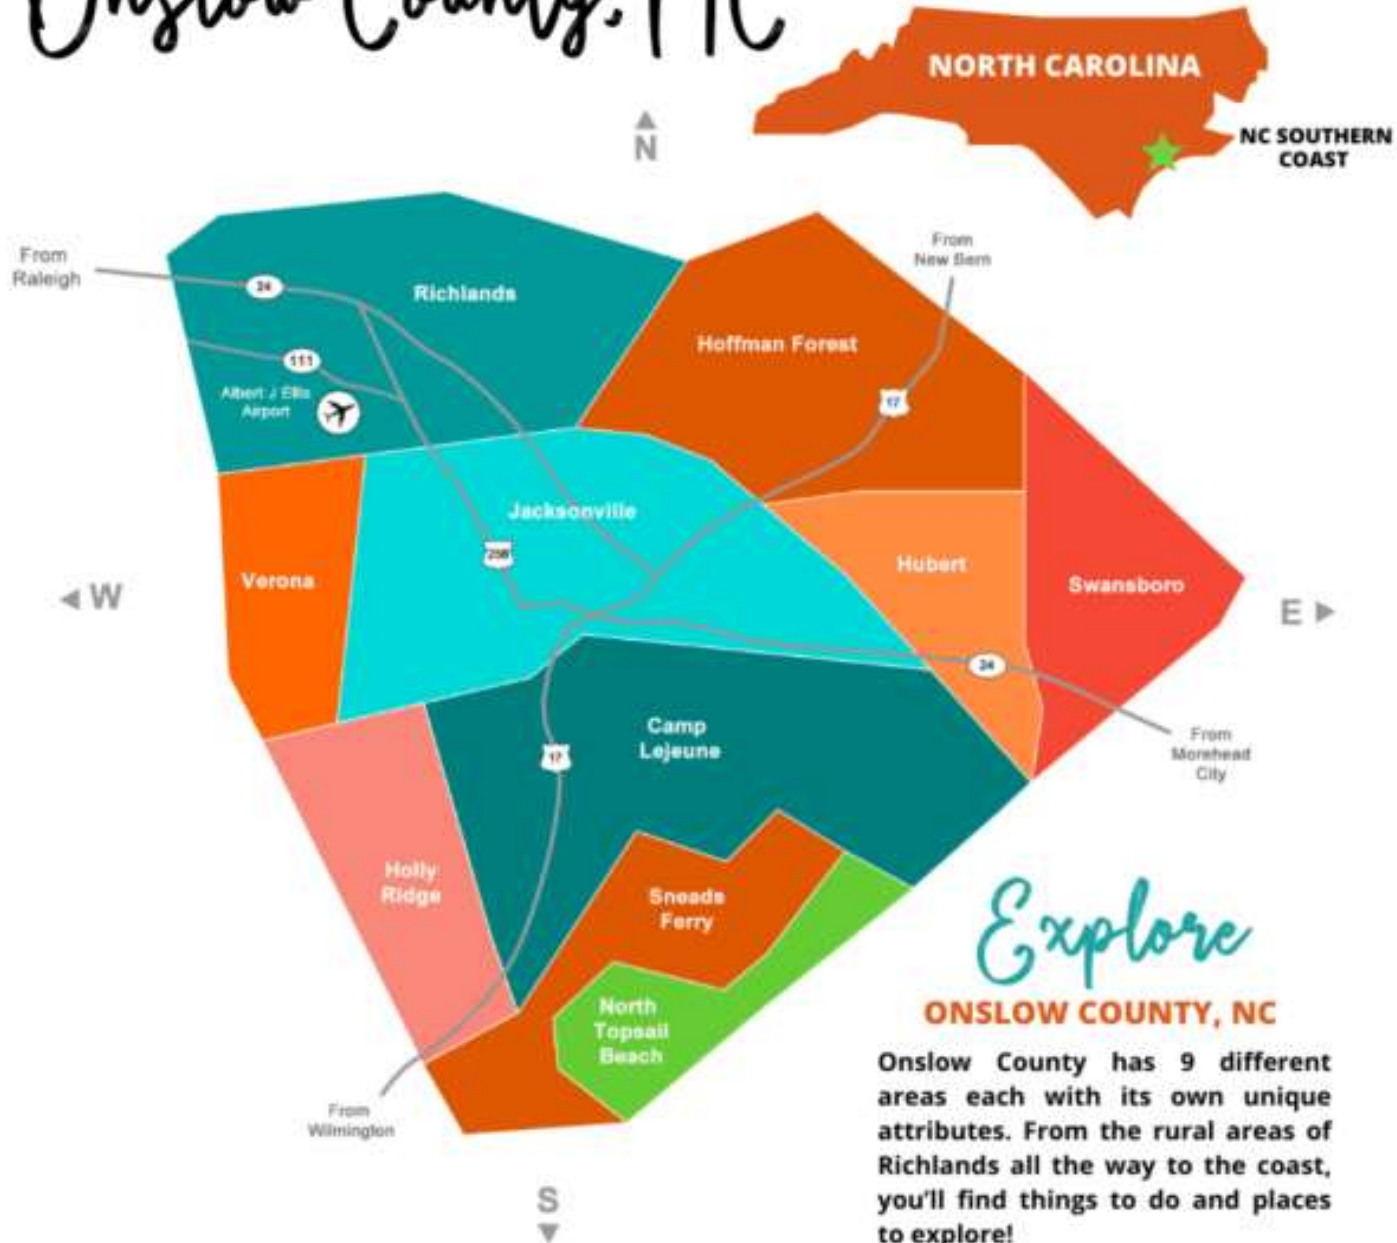 Onslow County, NC
NORTH CAROLINA
NC SOUTHERN
COAST
N
From
Raleigh
24
Richlands
From
New Bern
Hoffman Forest
111
Albert J Ellis
Airport
17
Jacksonville
258
Verona
Hubert
Swansboro
W
E
24
Camp
Lejeune
From
Morehead
City
17
Holly
Ridge
Sneads
Ferry
North
Topsail
Beach
From
Wilmington
S
Explore
ONSLOW COUNTY, NC
Onslow County has 9 different
areas each with its own unique
attributes. From the rural areas of
Richlands all the way to the coast,
you'll find things to do and places
to explore!